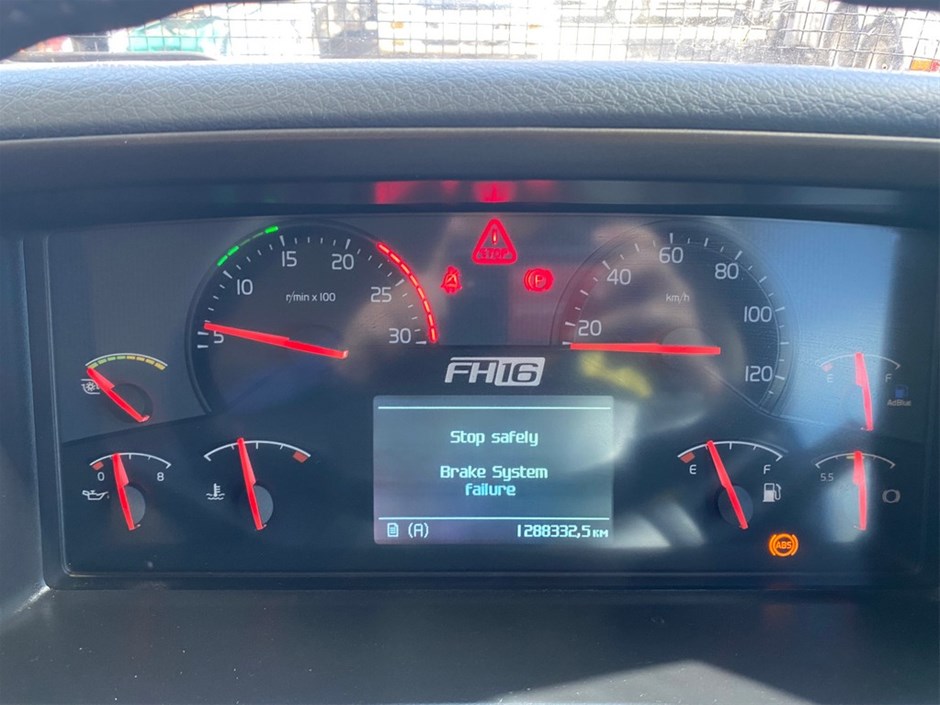 STOP
5
10
15
20
25
30
r/min x 100
20
40
60
80
100
120
km/h
FH16
E
F
AdBlue
0
8
E
F
5.5
Stop safely
Brake System
failure
(A)
1288332,5 KM
ABS